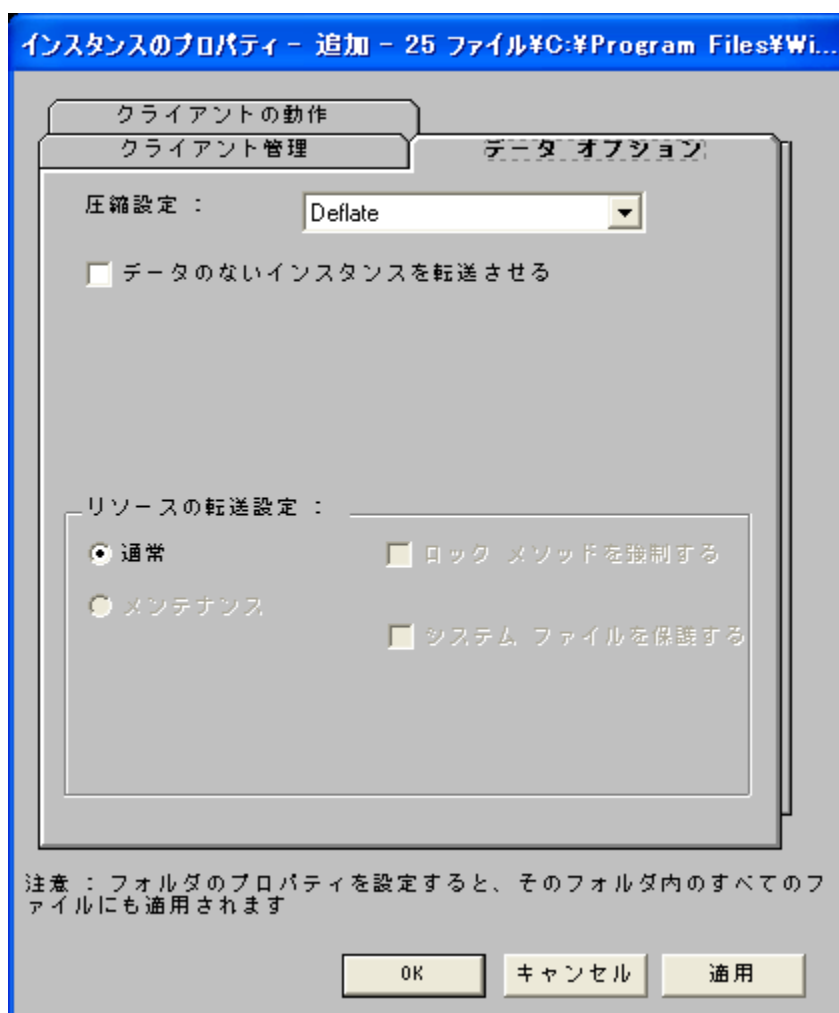 インスタンスのプロパティ - 追加 - 25 ファイル¥C:¥Program Files¥Wi...
クライアントの動作
クライアント管理
データ オプション
圧縮設定 :
Deflate
データのないインスタンスを転送させる
リソースの転送設定 :
通常
ロック メソッドを強制する
メンテナンス
システム ファイルを保護する
注意 : フォルダのプロパティを設定すると、そのフォルダ内のすべてのフ
ァイルにも適用されます
OK
キャンセル
適用